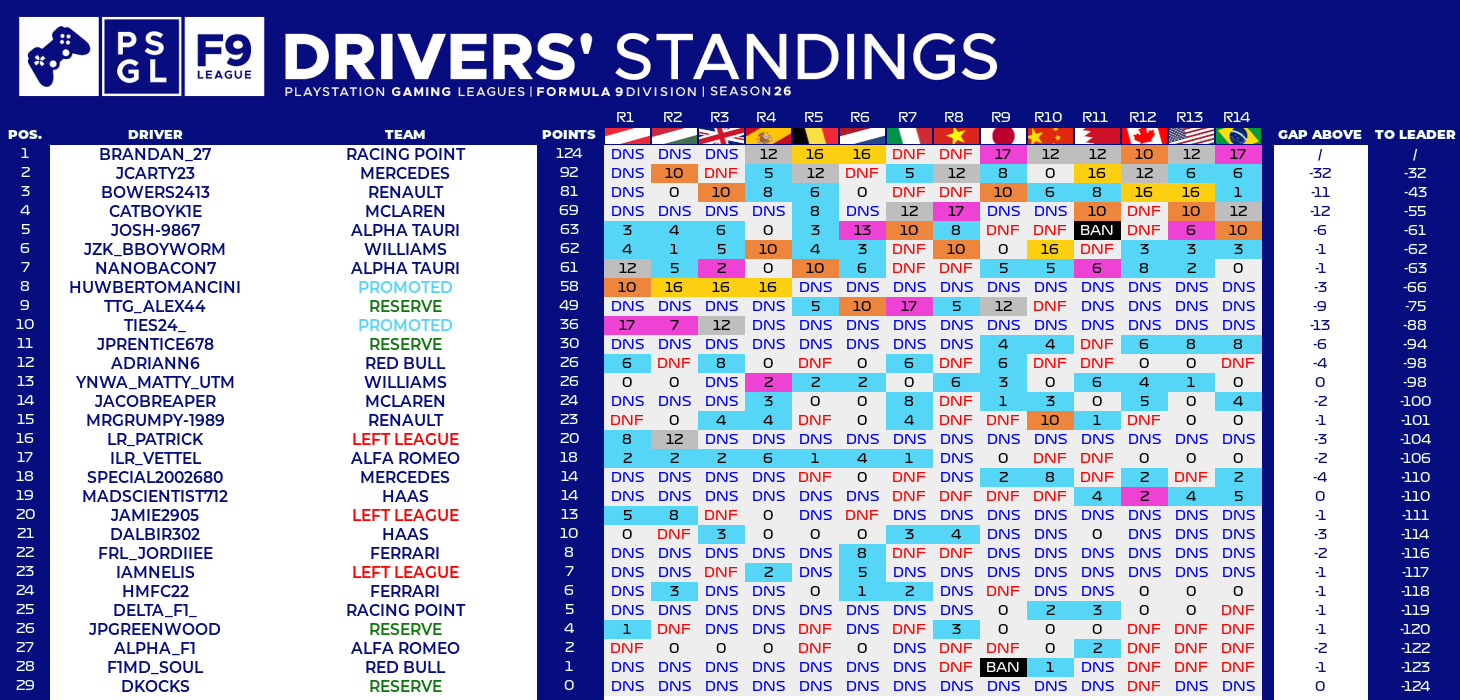 PS GL F9 LEAGUE DRIVERS' STANDINGS
PLAYSTATION GAMING LEAGUES | FORMULA 9 DIVISION | SEASON 26
R1 R2 R3 R4 R5 R6 R7 R8 R9 R10 R11 R12 R13 R14
POS. DRIVER TEAM POINTS GAP ABOVE TO LEADER
1 BRANDAN_27 RACING POINT 124 DNS DNS DNS 12 16 16 DNF DNF 17 12 12 10 12 17 / /
2 JCARTY23 MERCEDES 92 DNS 10 DNF 5 12 DNF 5 12 8 0 16 12 6 6 -32 -32
3 BOWERS2413 RENAULT 81 DNS 0 10 8 6 0 DNF DNF 10 6 8 16 16 1 -11 -43
4 CATBOYK1E MCLAREN 69 DNS DNS DNS DNS 8 DNS 12 17 DNS DNS 10 DNF 10 12 -12 -55
5 JOSH-9867 ALPHA TAURI 63 3 4 6 0 3 13 10 8 DNF DNF BAN DNF 6 10 -6 -61
6 JZK_BBOYWORM WILLIAMS 62 4 1 5 10 4 3 DNF 10 0 16 DNF 3 3 3 -1 -62
7 NANOBACON7 ALPHA TAURI 61 12 5 2 0 10 6 DNF DNF 5 5 6 8 2 0 -1 -63
8 HUWBERTOMANCINI PROMOTED 58 10 16 16 16 DNS DNS DNS DNS DNS DNS DNS DNS DNS DNS -3 -66
9 TTG_ALEX44 RESERVE 49 DNS DNS DNS DNS 5 10 17 5 12 DNF DNS DNS DNS DNS -9 -75
10 TIES24_ PROMOTED 36 17 7 12 DNS DNS DNS DNS DNS DNS DNS DNS DNS DNS DNS -13 -88
11 JPRENTICE678 RESERVE 30 DNS DNS DNS DNS DNS DNS DNS DNS 4 4 DNF 6 8 8 -6 -94
12 ADRIANN6 RED BULL 26 6 DNF 8 0 DNF 0 6 DNF 6 DNF DNF 0 0 DNF -4 -98
13 YNWA_MATTY_UTM WILLIAMS 26 0 0 DNS 2 2 2 0 6 3 0 6 4 1 0 0 -98
14 JACOBREAPER MCLAREN 24 DNS DNS DNS 3 0 0 8 DNF 1 3 0 5 0 4 -2 -100
15 MRGRUMPY-1989 RENAULT 23 DNF 0 4 4 DNF 0 4 DNF DNF 10 1 DNF 0 0 -1 -101
16 LR_PATRICK LEFT LEAGUE 20 8 12 DNS DNS DNS DNS DNS DNS DNS DNS DNS DNS DNS DNS -3 -104
17 ILR_VETTEL ALFA ROMEO 18 2 2 2 6 1 4 1 DNS 0 DNF DNF 0 0 0 -2 -106
18 SPECIAL2002680 MERCEDES 14 DNS DNS DNS DNS DNF 0 DNF DNS 2 8 DNF 2 DNF 2 -4 -110
19 MADSCIENTIST712 HAAS 14 DNS DNS DNS DNS DNS DNS DNF DNF DNF DNF 4 2 4 5 0 -110
20 JAMIE2905 LEFT LEAGUE 13 5 8 DNF 0 DNS DNF DNS DNS DNS DNS DNS DNS DNS DNS -1 -111
21 DALBIR302 HAAS 10 0 DNF 3 0 0 0 3 4 DNS DNS 0 DNS DNS DNS -3 -114
22 FRL_JORDIIEE FERRARI 8 DNS DNS DNS DNS DNS 8 DNF DNF DNS DNS DNS DNS DNS DNS -2 -116
23 IAMNELIS LEFT LEAGUE 7 DNS DNS DNF 2 DNS 5 DNS DNS DNS DNS DNS DNS DNS DNS -1 -117
24 HMFC22 FERRARI 6 DNS 3 DNS DNS 0 1 2 DNS DNF DNS DNS 0 0 0 -1 -118
25 DELTA_F1_ RACING POINT 5 DNS DNS DNS DNS DNS DNS DNS DNS 0 2 3 0 0 DNF -1 -119
26 JPGREENWOOD RESERVE 4 1 DNF DNS DNS DNF DNS DNF 3 0 0 0 DNF DNF DNF -1 -120
27 ALPHA_F1 ALFA ROMEO 2 DNF 0 0 0 DNF 0 DNS DNF DNF 0 2 DNF DNF DNF -2 -122
28 F1MD_SOUL RED BULL 1 DNS DNS DNS DNS DNS DNS DNS DNF BAN 1 DNS DNF DNF DNF -1 -123
29 DKOCKS RESERVE 0 DNS DNS DNS DNS DNS DNS DNS DNS DNS DNS DNS DNF DNS DNS 0 -124